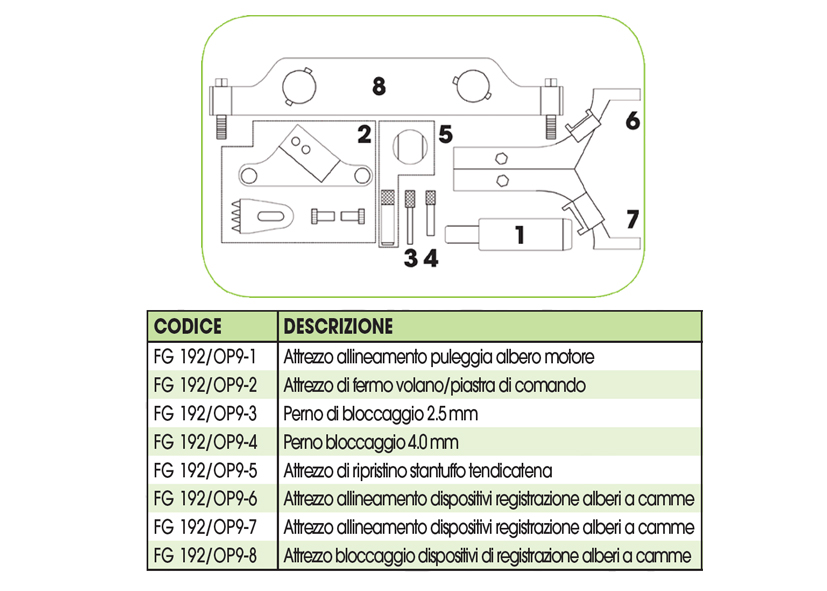 8
2
5
6
7
1
3 4
CODICE DESCRIZIONE
FG 192/OP9-1 Attrezzo allineamento puleggia albero motore
FG 192/OP9-2 Attrezzo di fermo volano/piastra di comando
FG 192/OP9-3 Perno di bloccaggio 2.5 mm
FG 192/OP9-4 Perno bloccaggio 4.0 mm
FG 192/OP9-5 Attrezzo di ripristino stantuffo tendicatena
FG 192/OP9-6 Attrezzo allineamento dispositivi registrazione alberi a camme
FG 192/OP9-7 Attrezzo allineamento dispositivi registrazione alberi a camme
FG 192/OP9-8 Attrezzo bloccaggio dispositivi di registrazione alberi a camme